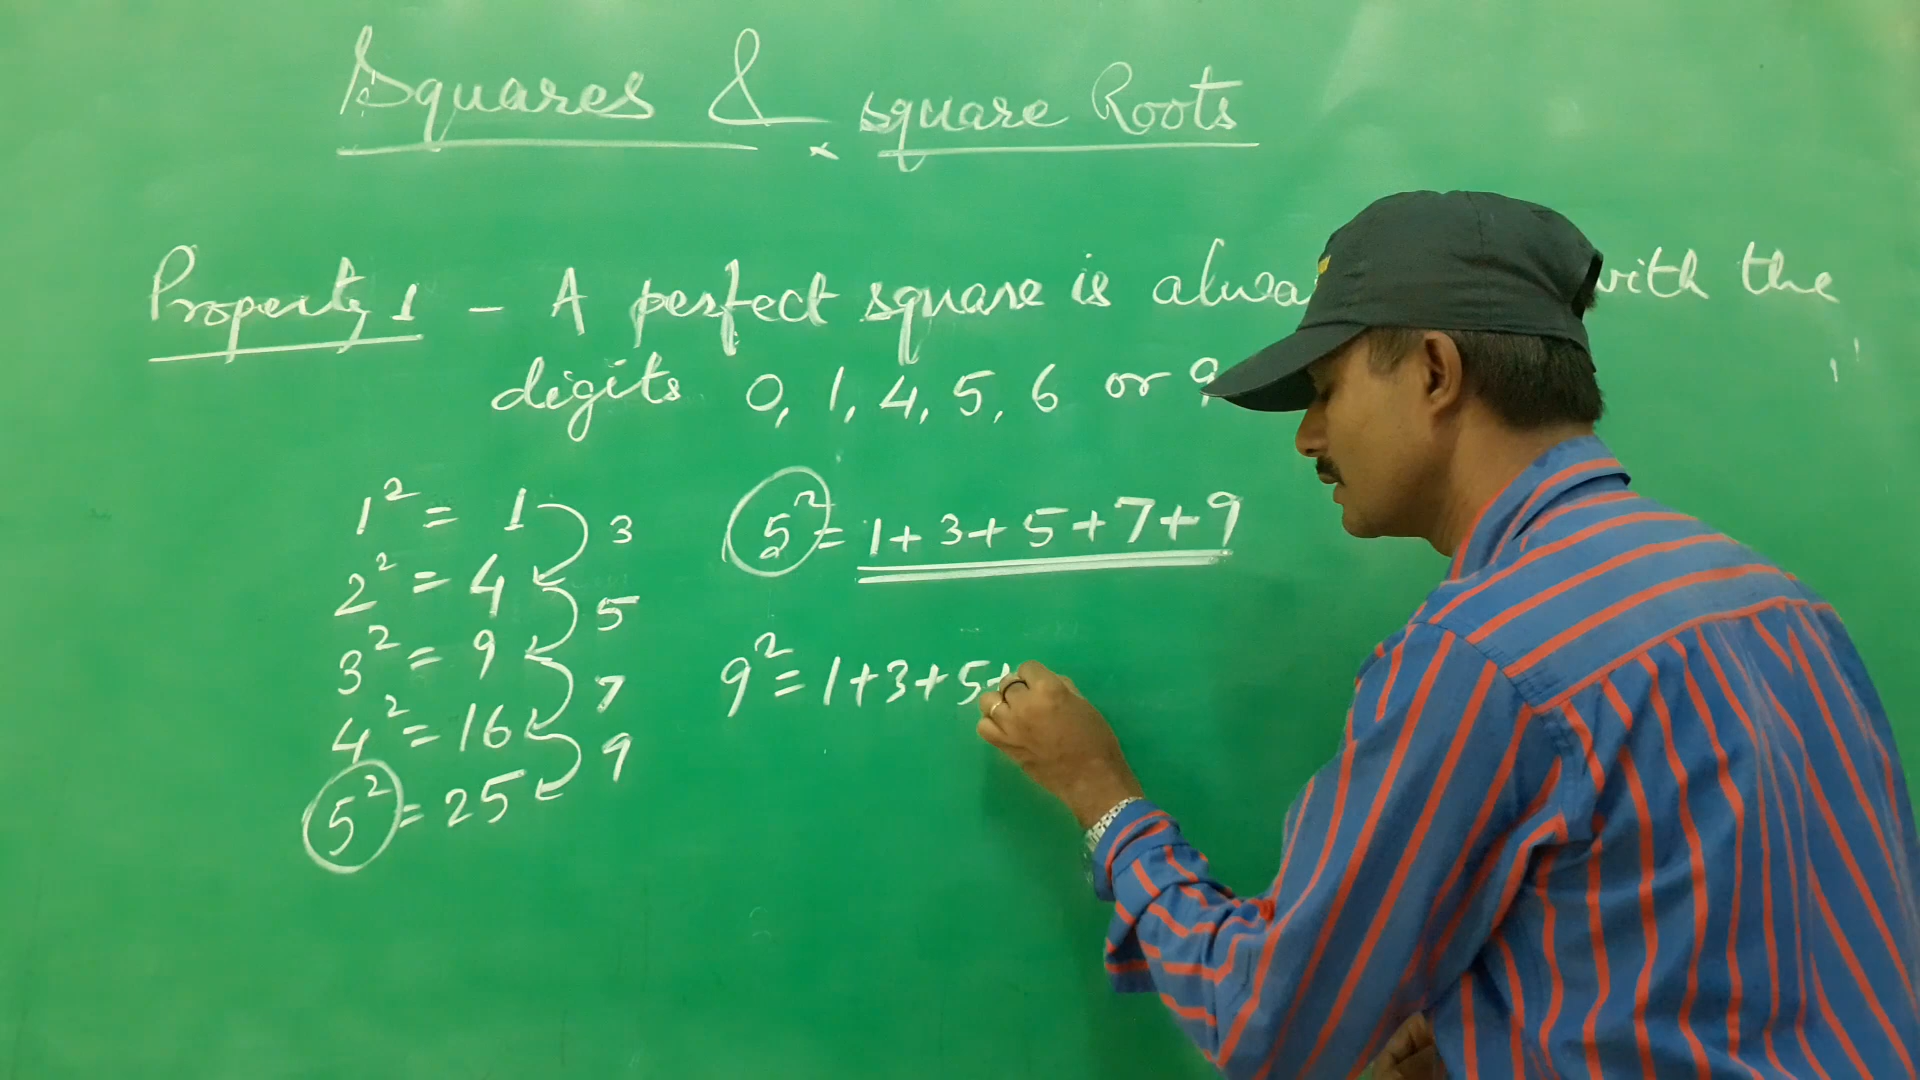 Squares & square Roots
Property 1 - A perfect square is alwa with the
digits 0, 1, 4, 5, 6 or 9
1² = 1 3
2² = 4 5
3² = 9 7
4² = 16 9
5² = 25
5² = 1+3+5+7+9
9² = 1+3+5+